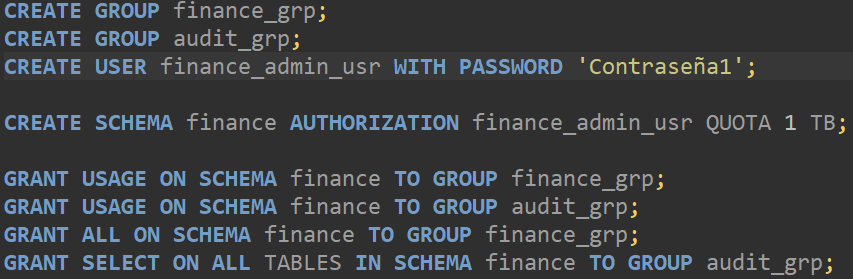 CREATE GROUP finance_grp;
CREATE GROUP audit_grp;
CREATE USER finance_admin_usr WITH PASSWORD 'Contraseña1';
CREATE SCHEMA finance AUTHORIZATION finance_admin_usr QUOTA 1 TB;
GRANT USAGE ON SCHEMA finance TO GROUP finance_grp;
GRANT USAGE ON SCHEMA finance TO GROUP audit_grp;
GRANT ALL ON SCHEMA finance TO GROUP finance_grp;
GRANT SELECT ON ALL TABLES IN SCHEMA finance TO GROUP audit_grp;